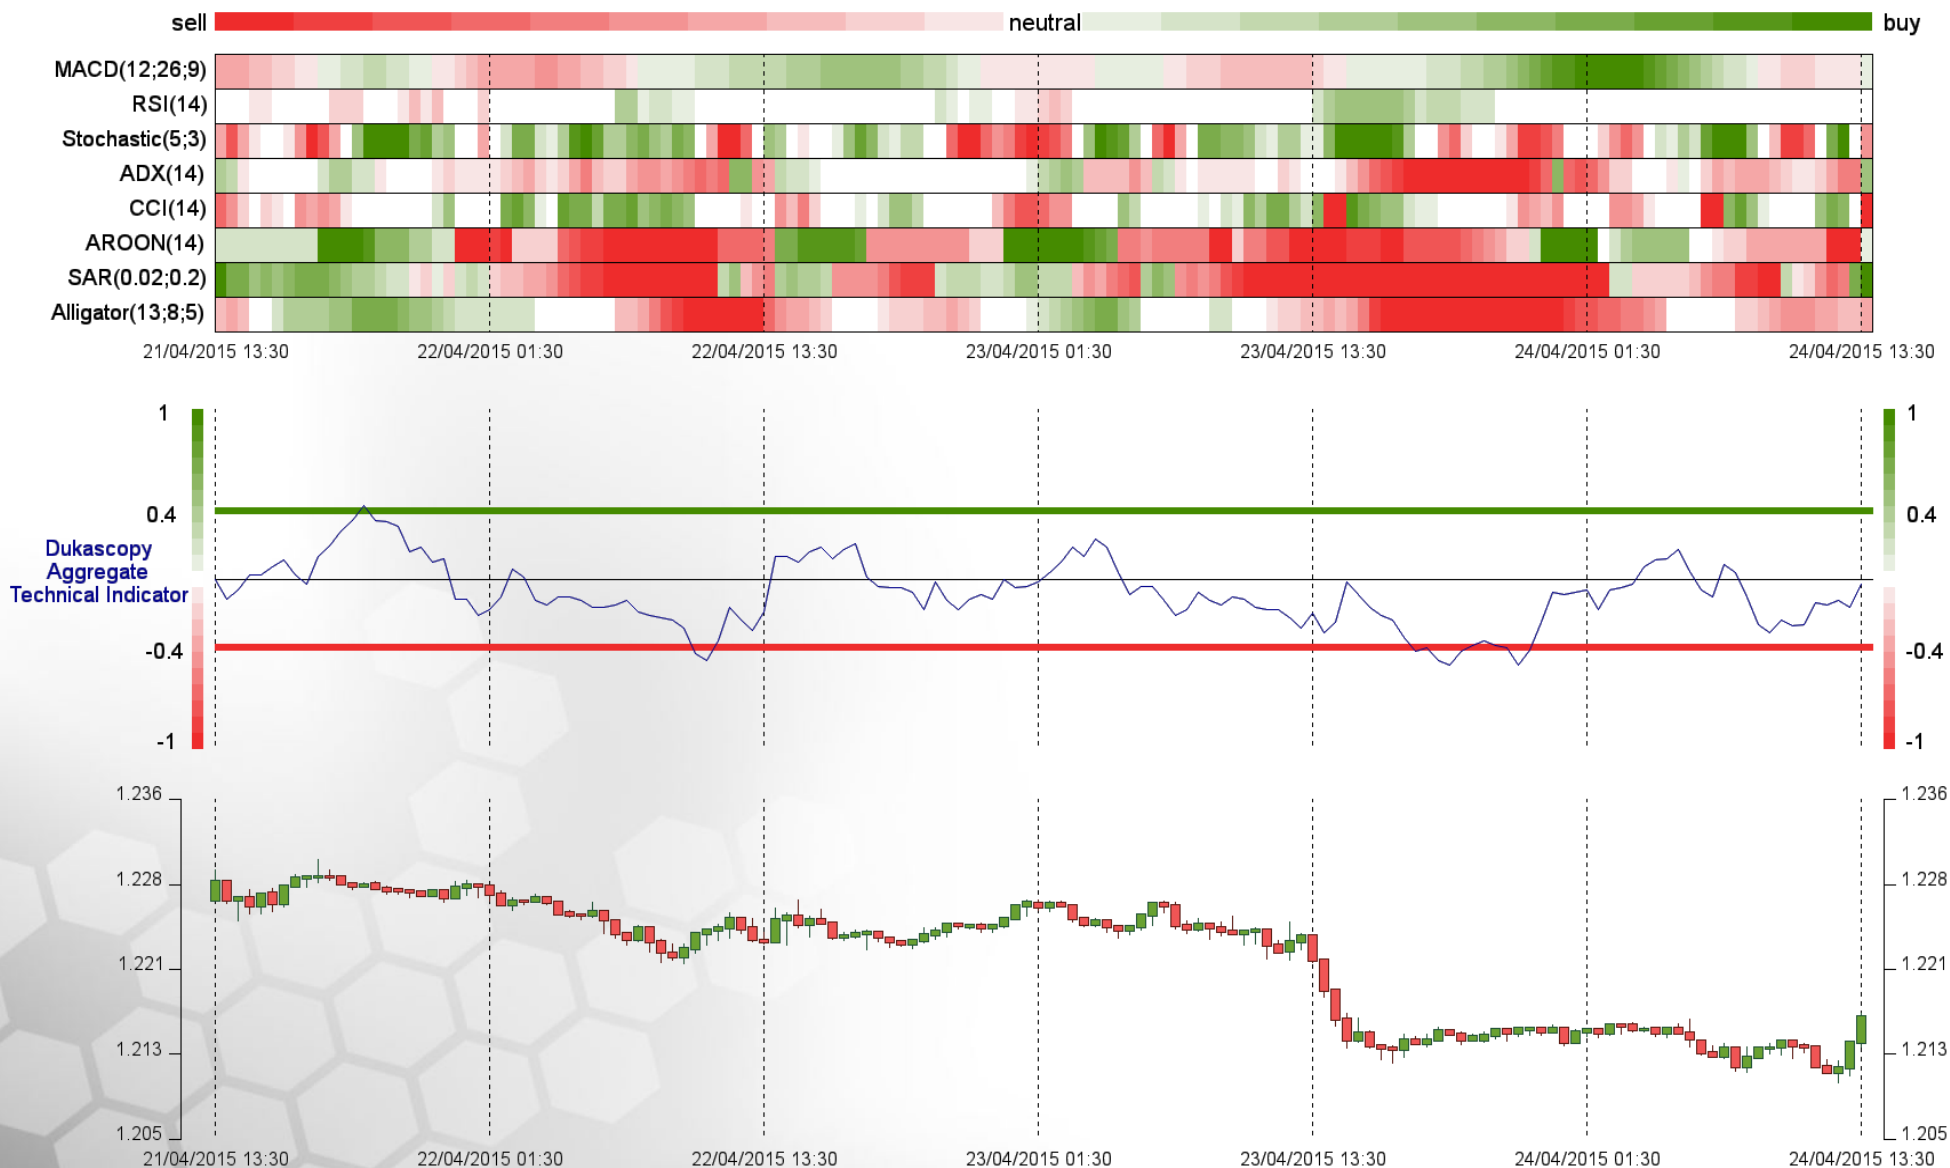 sell neutral buy
MACD(12;26;9)
RSI(14)
Stochastic(5;3)
ADX(14)
CCI(14)
AROON(14)
SAR(0.02;0.2)
Alligator(13;8;5)
21/04/2015 13:30 22/04/2015 01:30 22/04/2015 13:30 23/04/2015 01:30 23/04/2015 13:30 24/04/2015 01:30 24/04/2015 13:30
1 1
0.4 0.4
Dukascopy
Aggregate
Technical Indicator
-0.4 -0.4
-1 -1
1.236 1.236
1.228 1.228
1.221 1.221
1.213 1.213
1.205 1.205
21/04/2015 13:30 22/04/2015 01:30 22/04/2015 13:30 23/04/2015 01:30 23/04/2015 13:30 24/04/2015 01:30 24/04/2015 13:30